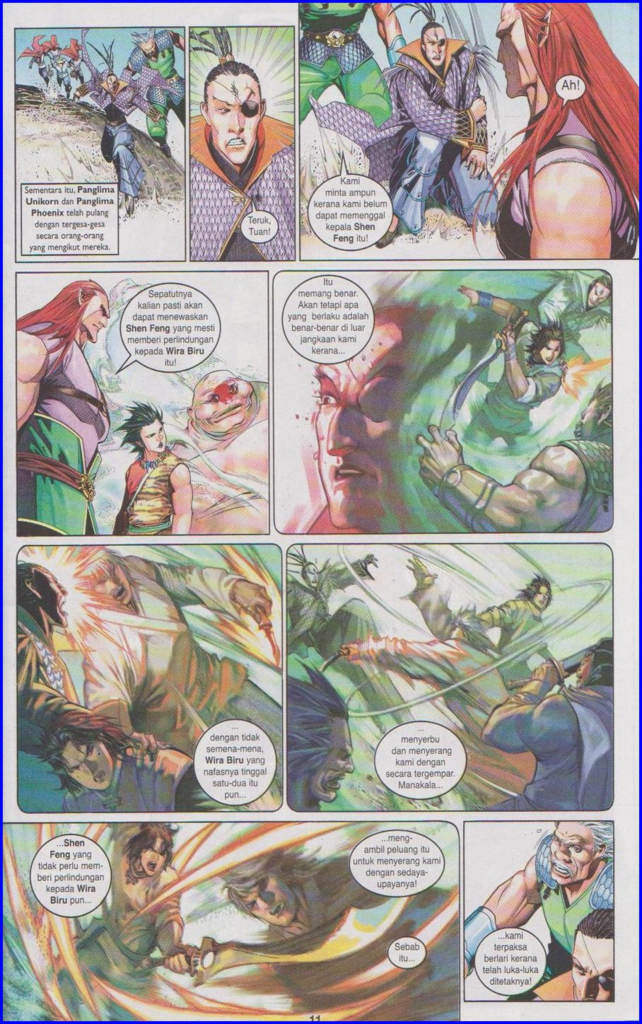 Sementara itu, Panglima
Unikorn dan Panglima
Phoenix telah pulang
dengan tergesa-gesa
secara orang-orang
yang mengikut mereka.
Teruk,
Tuan!
Ah!
Kami
minta ampun
kerana kami belum
dapat memenggal
kepala Shen
Feng itu!
Sepatutnya
kalian pasti akan
dapat menewaskan
Shen Feng yang mesti
memberi perlindungan
kepada Wira Biru
itu!
Itu
memang benar.
Akan tetapi apa
yang berlaku adalah
benar-benar di luar
jangkaan kami
kerana...
...
dengan tidak
semena-mena,
Wira Biru yang
nafasnya tinggal
satu-dua itu
pun...
...
menyerbu
dan menyerang
kami dengan
secara tergempar.
Manakala...
...Shen
Feng yang
tidak perlu mem-
beri perlindungan
kepada Wira
Biru pun...
...meng-
ambil peluang itu
untuk menyerang kami
dengan sedaya-
upayanya!
Sebab
itu...
...kami
terpaksa
berlari kerana
telah luka-luka
ditetaknya!
11